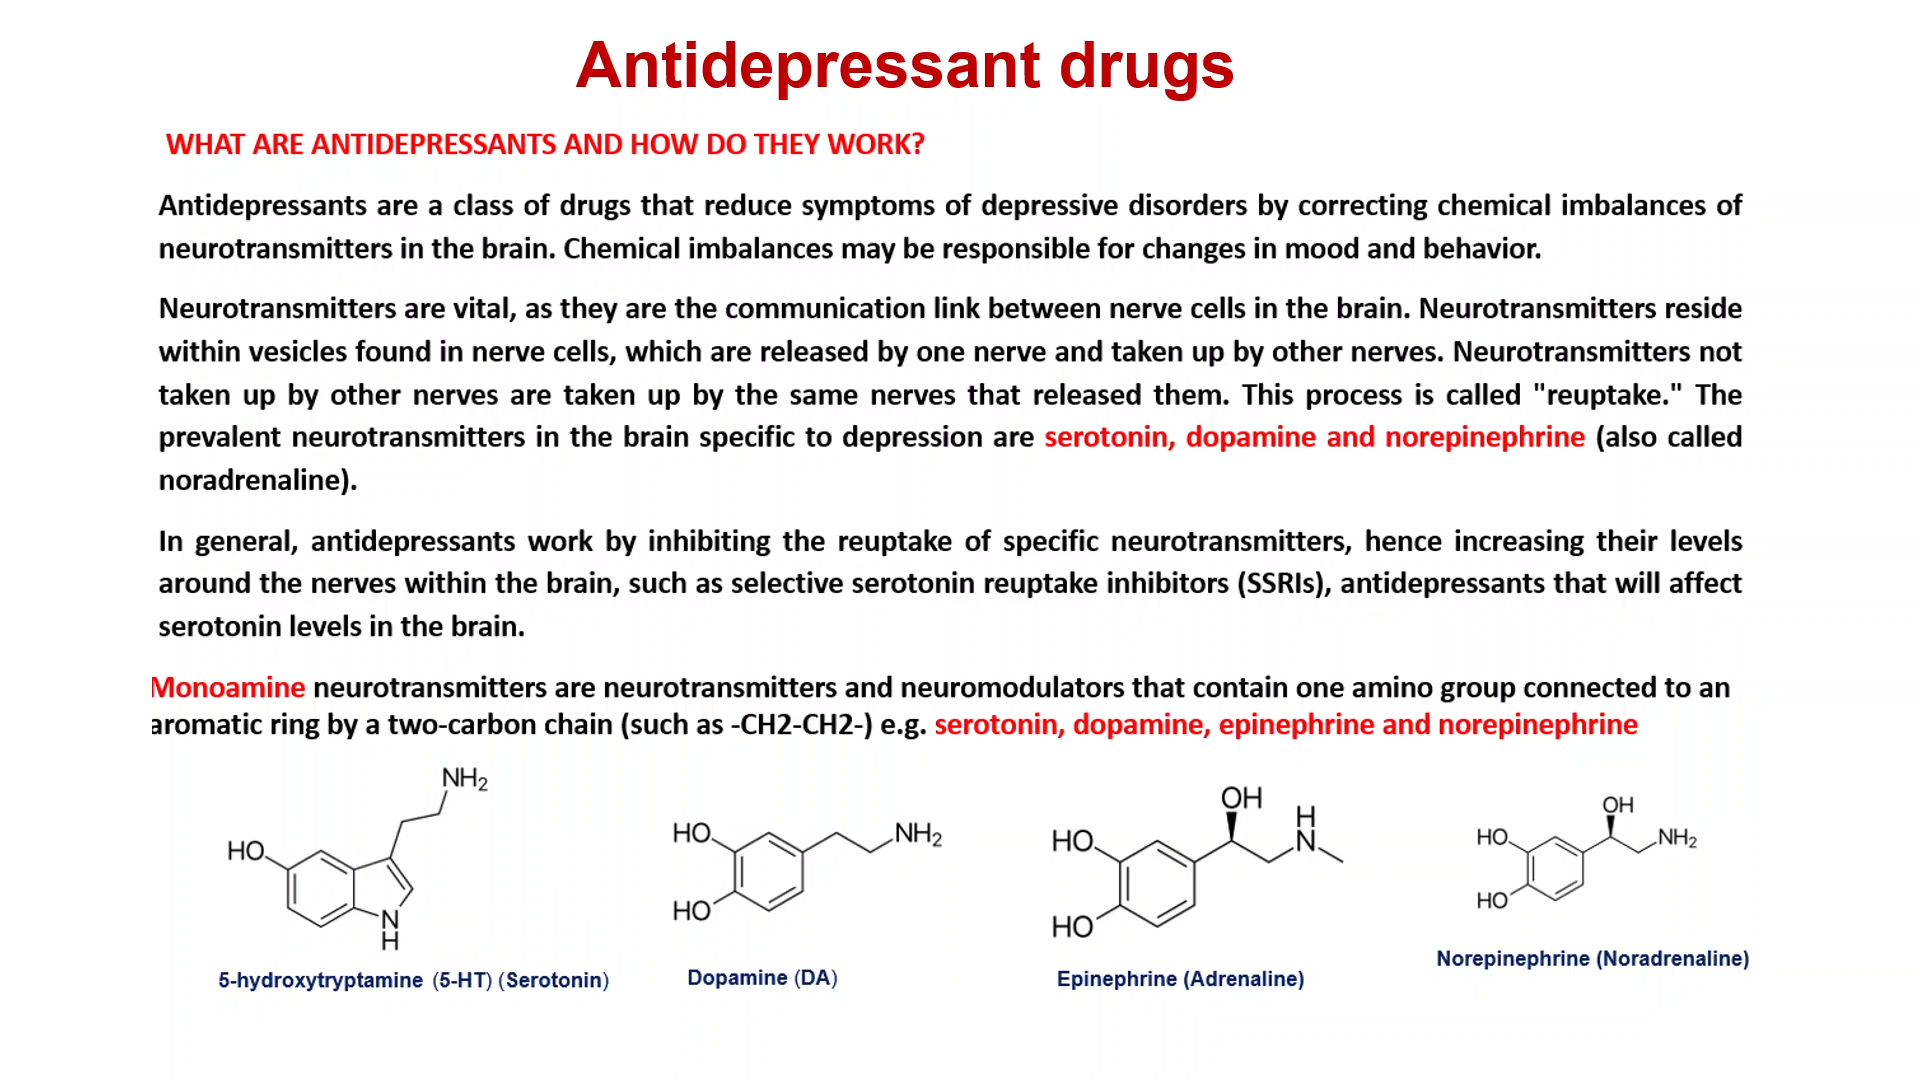 Antidepressant drugs
WHAT ARE ANTIDEPRESSANTS AND HOW DO THEY WORK?
Antidepressants are a class of drugs that reduce symptoms of depressive disorders by correcting chemical imbalances of
neurotransmitters in the brain. Chemical imbalances may be responsible for changes in mood and behavior.
Neurotransmitters are vital, as they are the communication link between nerve cells in the brain. Neurotransmitters reside
within vesicles found in nerve cells, which are released by one nerve and taken up by other nerves. Neurotransmitters not
taken up by other nerves are taken up by the same nerves that released them. This process is called "reuptake." The
prevalent neurotransmitters in the brain specific to depression are serotonin, dopamine and norepinephrine (also called
noradrenaline).
In general, antidepressants work by inhibiting the reuptake of specific neurotransmitters, hence increasing their levels
around the nerves within the brain, such as selective serotonin reuptake inhibitors (SSRIs), antidepressants that will affect
serotonin levels in the brain.
Monoamine neurotransmitters are neurotransmitters and neuromodulators that contain one amino group connected to an
aromatic ring by a two-carbon chain (such as -CH2-CH2-) e.g. serotonin, dopamine, epinephrine and norepinephrine
NH2
HO
N
H
5-hydroxytryptamine (5-HT) (Serotonin)
HO
NH2
HO
Dopamine (DA)
OH
H
N
HO
HO
Epinephrine (Adrenaline)
OH
HO
NH2
HO
Norepinephrine (Noradrenaline)